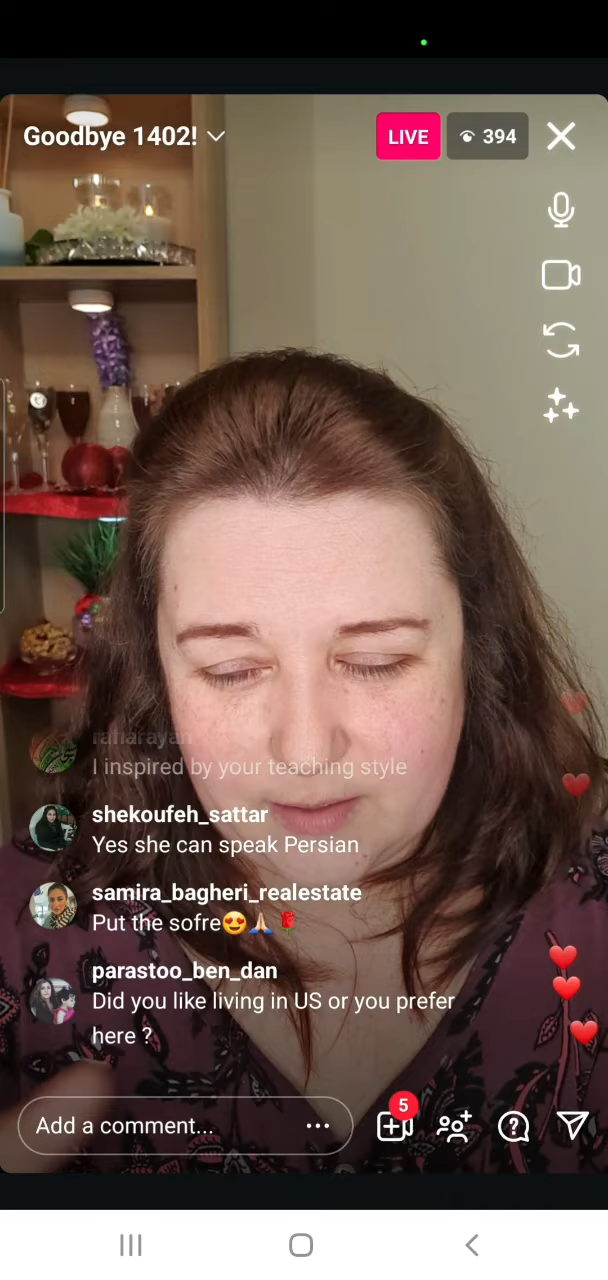 Goodbye 1402!
LIVE
394
raharayan
I inspired by your teaching style
shekoufeh_sattar
Yes she can speak Persian
samira_bagheri_realestate
Put the sofre😍🙏🏻🌹
parastoo_ben_dan
Did you like living in US or you prefer
here ?
5
Add a comment...